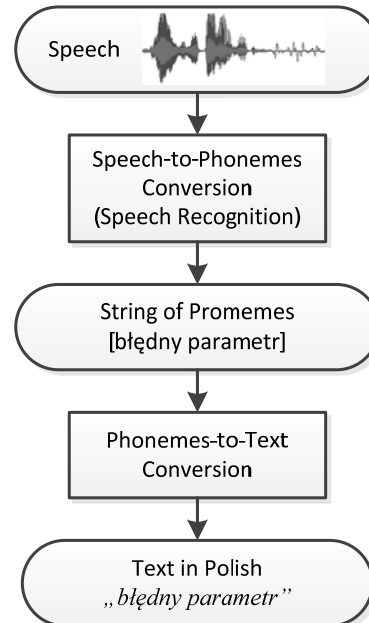 Speech
Speech-to-Phonemes
Conversion
(Speech Recognition)
String of Promemes
[błędny parametr]
Phonemes-to-Text
Conversion
Text in Polish
„błędny parametr”